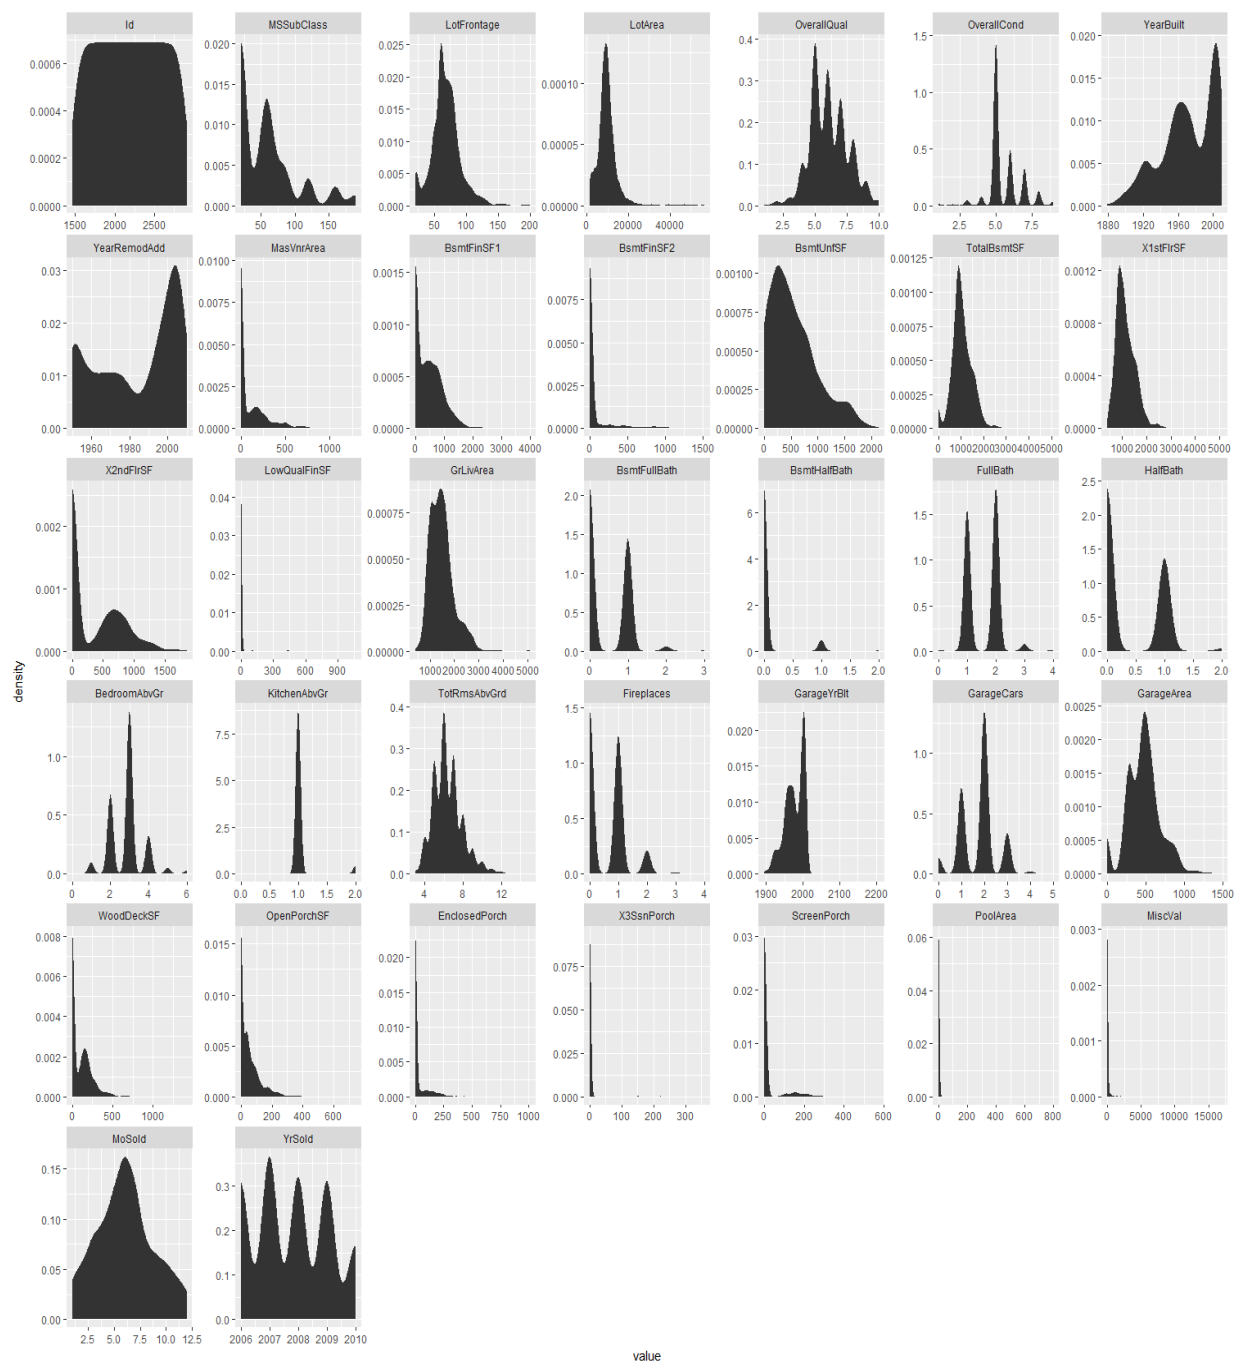 Id MSSubClass LotFrontage LotArea OverallQual OverallCond YearBuilt
0.0006 0.0004 0.0002 0.0000
0.020 0.015 0.010 0.005 0.000
0.025 0.020 0.015 0.010 0.005 0.000
0.00010 0.00005 0.00000
0.4 0.3 0.2 0.1 0.0
1.5 1.0 0.5 0.0
0.020 0.015 0.010 0.005 0.000
1500 2000 2500
50 100 150
50 100 150 200
0 20000 40000
2.5 5.0 7.5 10.0
2.5 5.0 7.5
1880 1920 1960 2000
YearRemodAdd MasVnrArea BsmtFinSF1 BsmtFinSF2 BsmtUnfSF TotalBsmtSF X1stFlrSF
0.03 0.02 0.01 0.00
0.0100 0.0075 0.0050 0.0025 0.0000
0.0015 0.0010 0.0005 0.0000
0.0075 0.0050 0.0025 0.0000
0.00100 0.00075 0.00050 0.00025 0.00000
0.00125 0.00100 0.00075 0.00050 0.00025 0.00000
0.0012 0.0008 0.0004 0.0000
1960 1980 2000
0 500 1000
0 1000 2000 3000 4000
0 500 1000 1500
0 500 1000 1500 2000
0 1000 2000 3000 4000 5000
1000 2000 3000 4000 5000
X2ndFlrSF LowQualFinSF GrLivArea BsmtFullBath BsmtHalfBath FullBath HalfBath
0.002 0.001 0.000
0.04 0.03 0.02 0.01 0.00
0.00075 0.00050 0.00025 0.00000
2.0 1.5 1.0 0.5 0.0
6 4 2 0
1.5 1.0 0.5 0.0
2.5 2.0 1.5 1.0 0.5 0.0
0 500 1000 1500
0 300 600 900
1000 2000 3000 4000 5000
0 1 2 3
0.0 0.5 1.0 1.5 2.0
0 1 2 3 4
0.0 0.5 1.0 1.5 2.0
density
BedroomAbvGr KitchenAbvGr TotRmsAbvGrd Fireplaces GarageYrBlt GarageCars GarageArea
1.0 0.5 0.0
7.5 5.0 2.5 0.0
0.4 0.3 0.2 0.1 0.0
1.5 1.0 0.5 0.0
0.020 0.015 0.010 0.005 0.000
1.0 0.5 0.0
0.0025 0.0020 0.0015 0.0010 0.0005 0.0000
0 2 4 6
0.0 0.5 1.0 1.5 2.0
4 8 12
0 1 2 3 4
1900 2000 2100 2200
0 1 2 3 4 5
0 500 1000 1500
WoodDeckSF OpenPorchSF EnclosedPorch X3SsnPorch ScreenPorch PoolArea MiscVal
0.008 0.006 0.004 0.002 0.000
0.015 0.010 0.005 0.000
0.020 0.015 0.010 0.005 0.000
0.075 0.050 0.025 0.000
0.03 0.02 0.01 0.00
0.06 0.04 0.02 0.00
0.003 0.002 0.001 0.000
0 500 1000
0 200 400 600
0 250 500 750 1000
0 100 200 300
0 200 400 600
0 200 400 600 800
0 5000 10000 15000
MoSold YrSold
0.15 0.10 0.05 0.00
0.3 0.2 0.1 0.0
2.5 5.0 7.5 10.0 12.5
2006 2007 2008 2009 2010
value